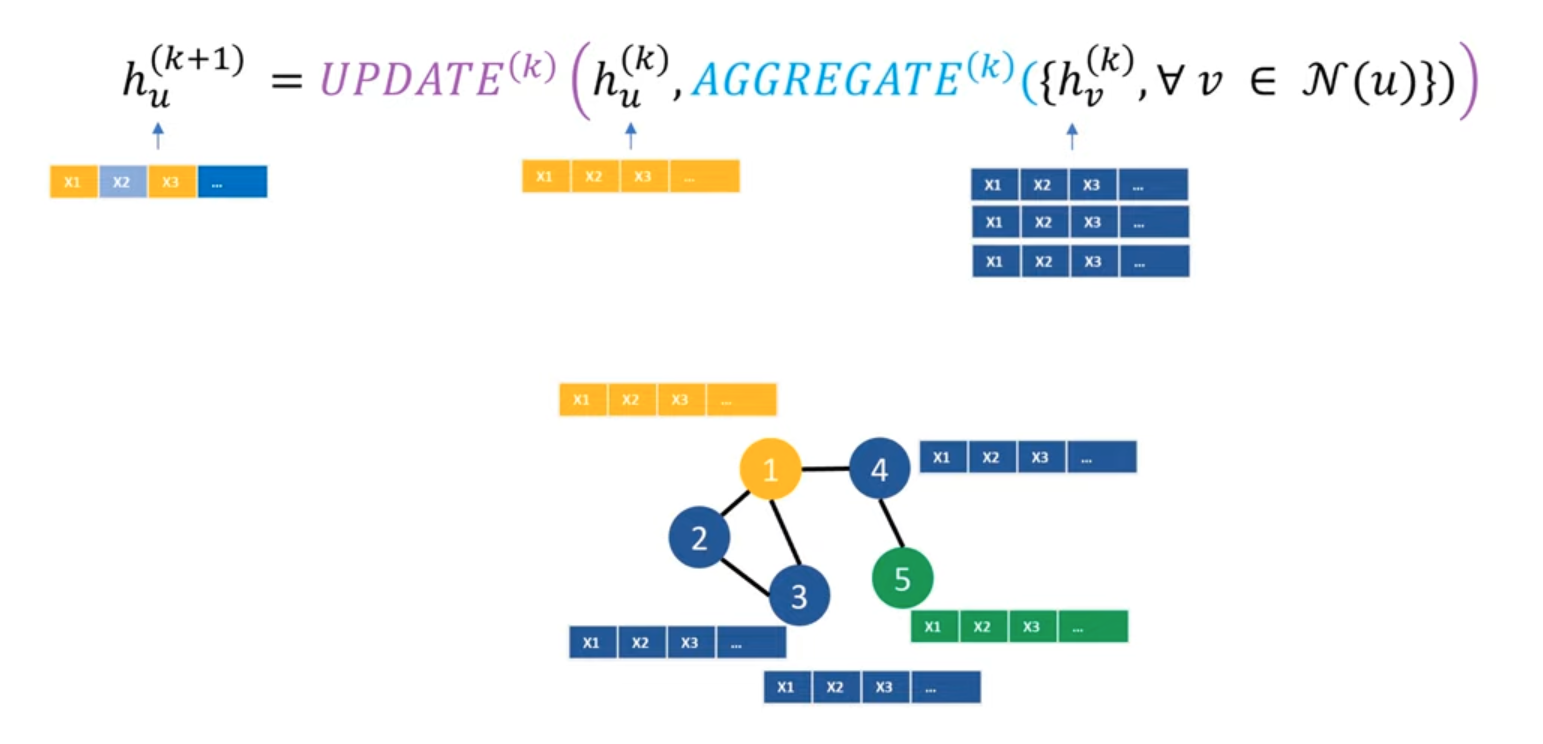 h_u^{(k+1)} = UPDATE^{(k)} ( h_u^{(k)}, AGGREGATE^{(k)}({h_v^{(k)}, ∀ v ∈ 𝒩(u)}) )
X1 X2 X3 ...
X1 X2 X3 ...
X1 X2 X3 ...
X1 X2 X3 ...
X1 X2 X3 ...
X1 X2 X3 ...
1
4
X1 X2 X3 ...
2
3
5
X1 X2 X3 ...
X1 X2 X3 ...
X1 X2 X3 ...